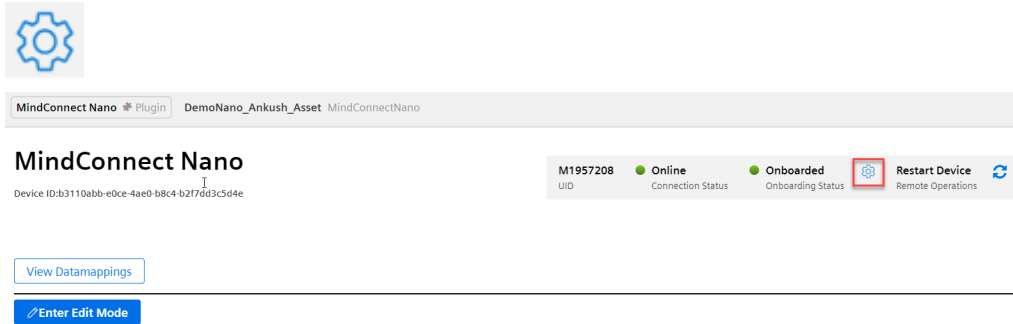 MindConnect Nano Plugin DemoNano_Ankush_Asset MindConnectNano
MindConnect Nano
Device ID:b3110abb-e0ce-4ae0-b8c4-b2f7dd3c5d4e
M1957208 Online Onboarded Restart Device
UID Connection Status Onboarding Status Remote Operations
View Datamappings
Enter Edit Mode